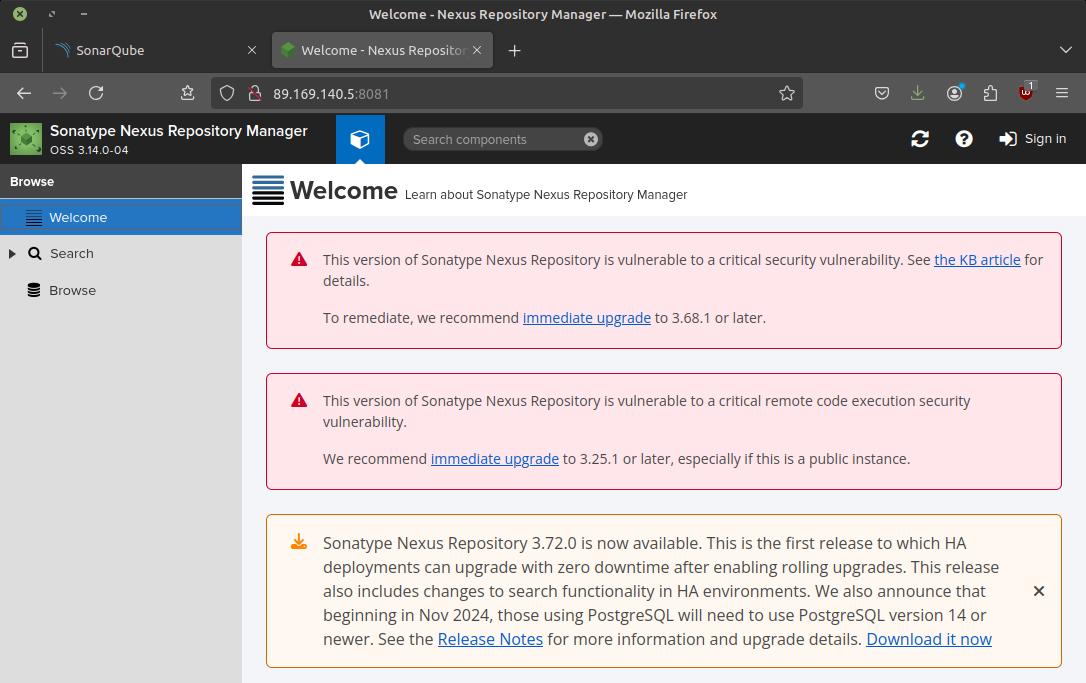 Welcome - Nexus Repository Manager — Mozilla Firefox
SonarQube
Welcome - Nexus Repositor
89.169.140.5:8081
1
Sonatype Nexus Repository Manager
OSS 3.14.0-04
Search components
Sign in
Browse
Welcome
Search
Browse
Welcome Learn about Sonatype Nexus Repository Manager
This version of Sonatype Nexus Repository is vulnerable to a critical security vulnerability. See the KB article for
details.
To remediate, we recommend immediate upgrade to 3.68.1 or later.
This version of Sonatype Nexus Repository is vulnerable to a critical remote code execution security
vulnerability.
We recommend immediate upgrade to 3.25.1 or later, especially if this is a public instance.
Sonatype Nexus Repository 3.72.0 is now available. This is the first release to which HA
deployments can upgrade with zero downtime after enabling rolling upgrades. This release
also includes changes to search functionality in HA environments. We also announce that
beginning in Nov 2024, those using PostgreSQL will need to use PostgreSQL version 14 or
newer. See the Release Notes for more information and upgrade details. Download it now